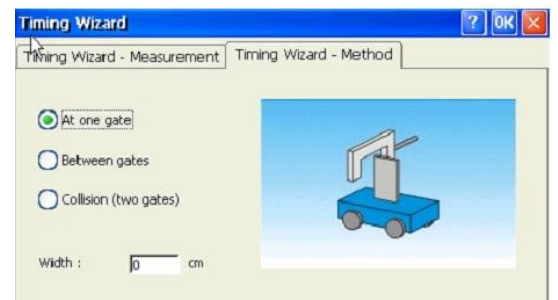 Timing Wizard ? OK ×
Timing Wizard - Measurement Timing Wizard - Method
At one gate
Between gates
Collision (two gates)
Width : 0 cm